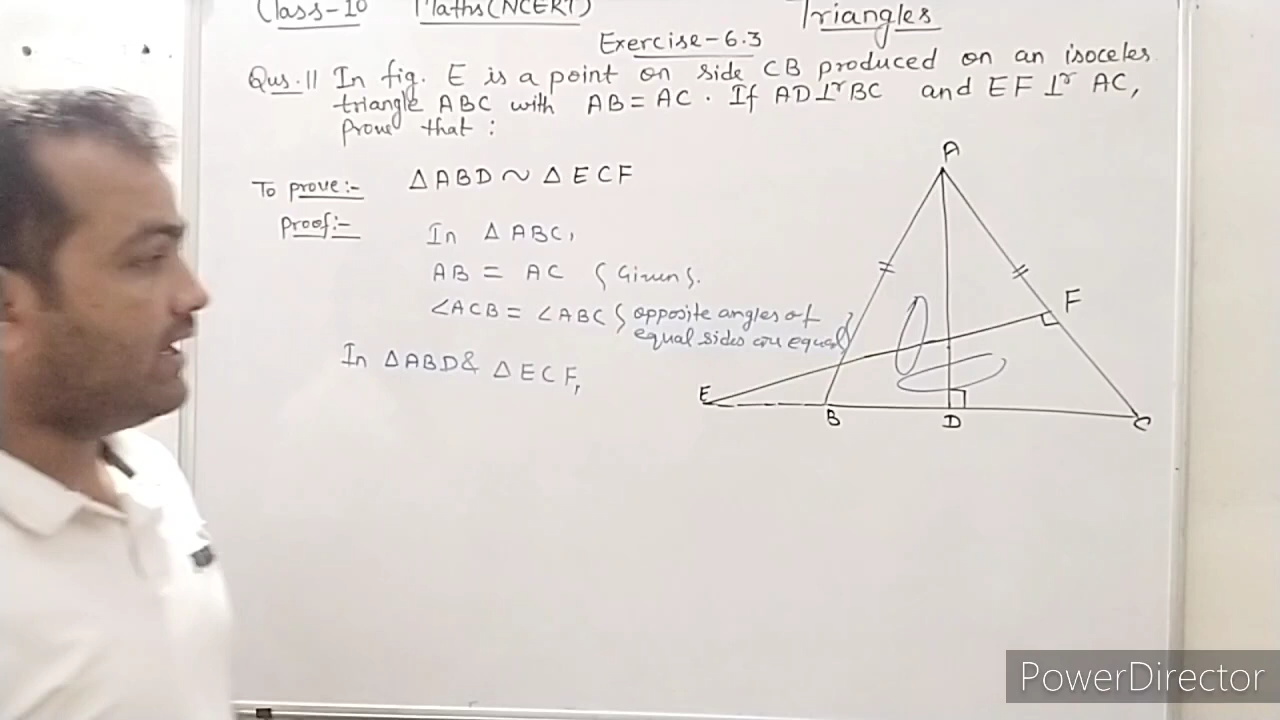 Class-10 Maths(NCERT) Triangles
Exercise-6.3
Qus.11 In fig. E is a point on side CB produced on an isoceles
triangle ABC with AB = AC. If AD⊥ʳ BC and EF ⊥ʳ AC,
prove that :
To prove:- ΔABD ~ ΔECF
Proof:-
In ΔABC,
AB = AC { Given }.
∠ACB = ∠ABC { opposite angles of
equal sides are equal }
In ΔABD & ΔECF,
A
F
E
B
D
C
PowerDirector